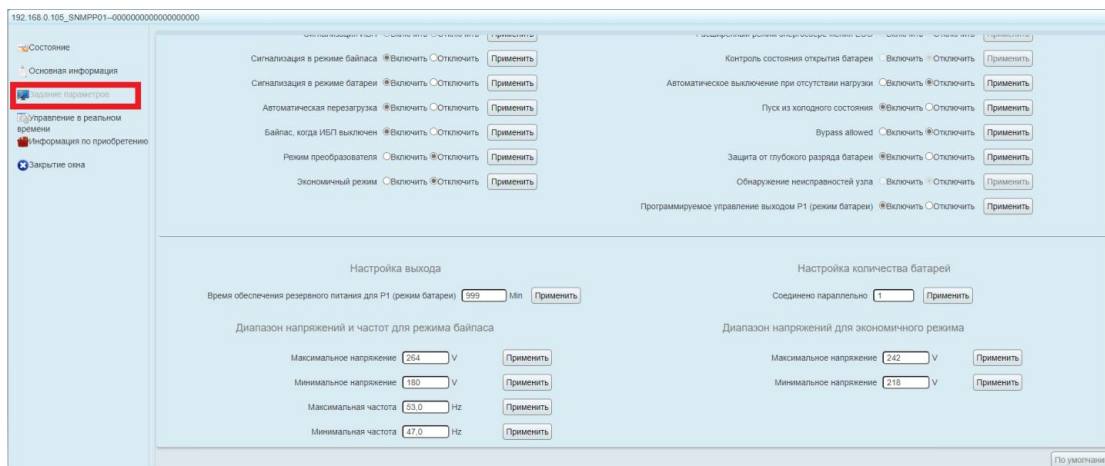 192.168.0.105_SNMPP01--0000000000000000000
Состояние
Основная информация
Задание параметров
Управление в реальном
времени
Информация по приобретению
Закрытие окна
Сигнализация в режиме байпаса Включить Отключить Применить
Контроль состояния открытия батареи Включить Отключить Применить
Сигнализация в режиме батареи Включить Отключить Применить
Автоматическое выключение при отсутствии нагрузки Включить Отключить Применить
Автоматическая перезагрузка Включить Отключить Применить
Пуск из холодного состояния Включить Отключить Применить
Байпас, когда ИБП выключен Включить Отключить Применить
Bypass allowed Включить Отключить Применить
Режим преобразователя Включить Отключить Применить
Защита от глубокого разряда батареи Включить Отключить Применить
Экономичный режим Включить Отключить Применить
Обнаружение неисправностей узла Включить Отключить Применить
Программируемое управление выходом P1 (режим батареи) Включить Отключить Применить
Настройка выхода
Время обеспечения резервного питания для P1 (режим батареи) 999 Min Применить
Настройка количества батарей
Соединено параллельно 1 Применить
Диапазон напряжений и частот для режима байпаса
Максимальное напряжение 264 V Применить
Минимальное напряжение 180 V Применить
Максимальная частота 53,0 Hz Применить
Минимальная частота 47,0 Hz Применить
Диапазон напряжений для экономичного режима
Максимальное напряжение 242 V Применить
Минимальное напряжение 218 V Применить
По умолчани